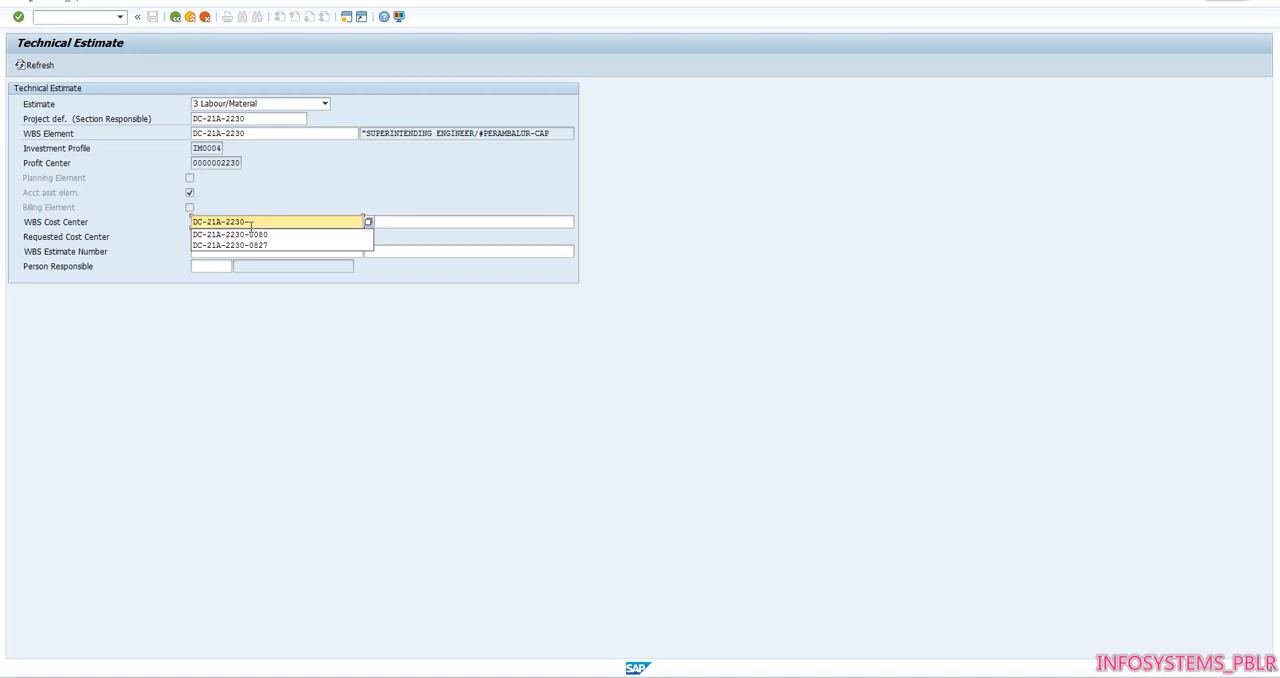 «
Technical Estimate
Refresh
Technical Estimate
Estimate 3 Labour/Material
Project def. (Section Responsible) DC-21A-2230
WBS Element DC-21A-2230 "SUPERINTENDING ENGINEER/#PERAMBALUR-CAP
Investment Profile IM0004
Profit Center 0000002230
Planning Element
Acct asst elem.
Billing Element
WBS Cost Center DC-21A-2230-
DC-21A-2230-0080
Requested Cost Center
DC-21A-2230-0827
WBS Estimate Number
Person Responsible
SAP
INFOSYSTEMS_PBLR